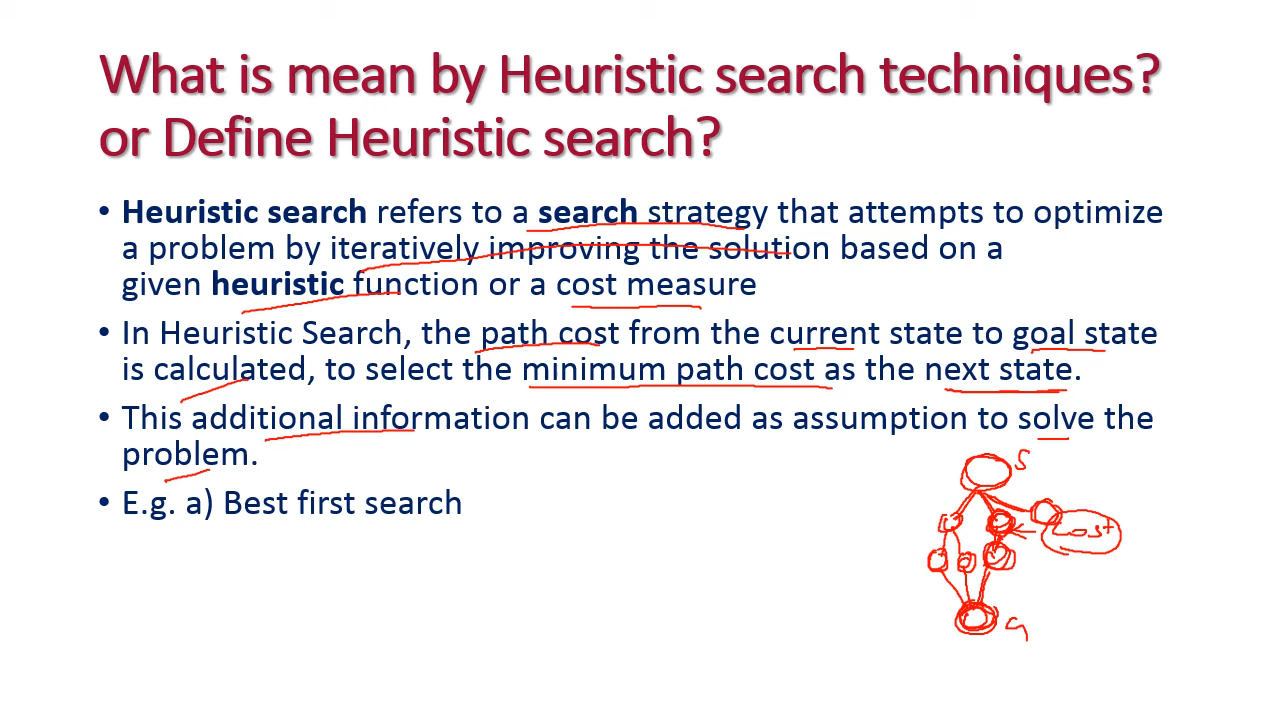 What is mean by Heuristic search techniques?
or Define Heuristic search?
• Heuristic search refers to a search strategy that attempts to optimize
a problem by iteratively improving the solution based on a
given heuristic function or a cost measure
• In Heuristic Search, the path cost from the current state to goal state
is calculated, to select the minimum path cost as the next state.
• This additional information can be added as assumption to solve the
problem.
S
• E.g. a) Best first search
Cost
G